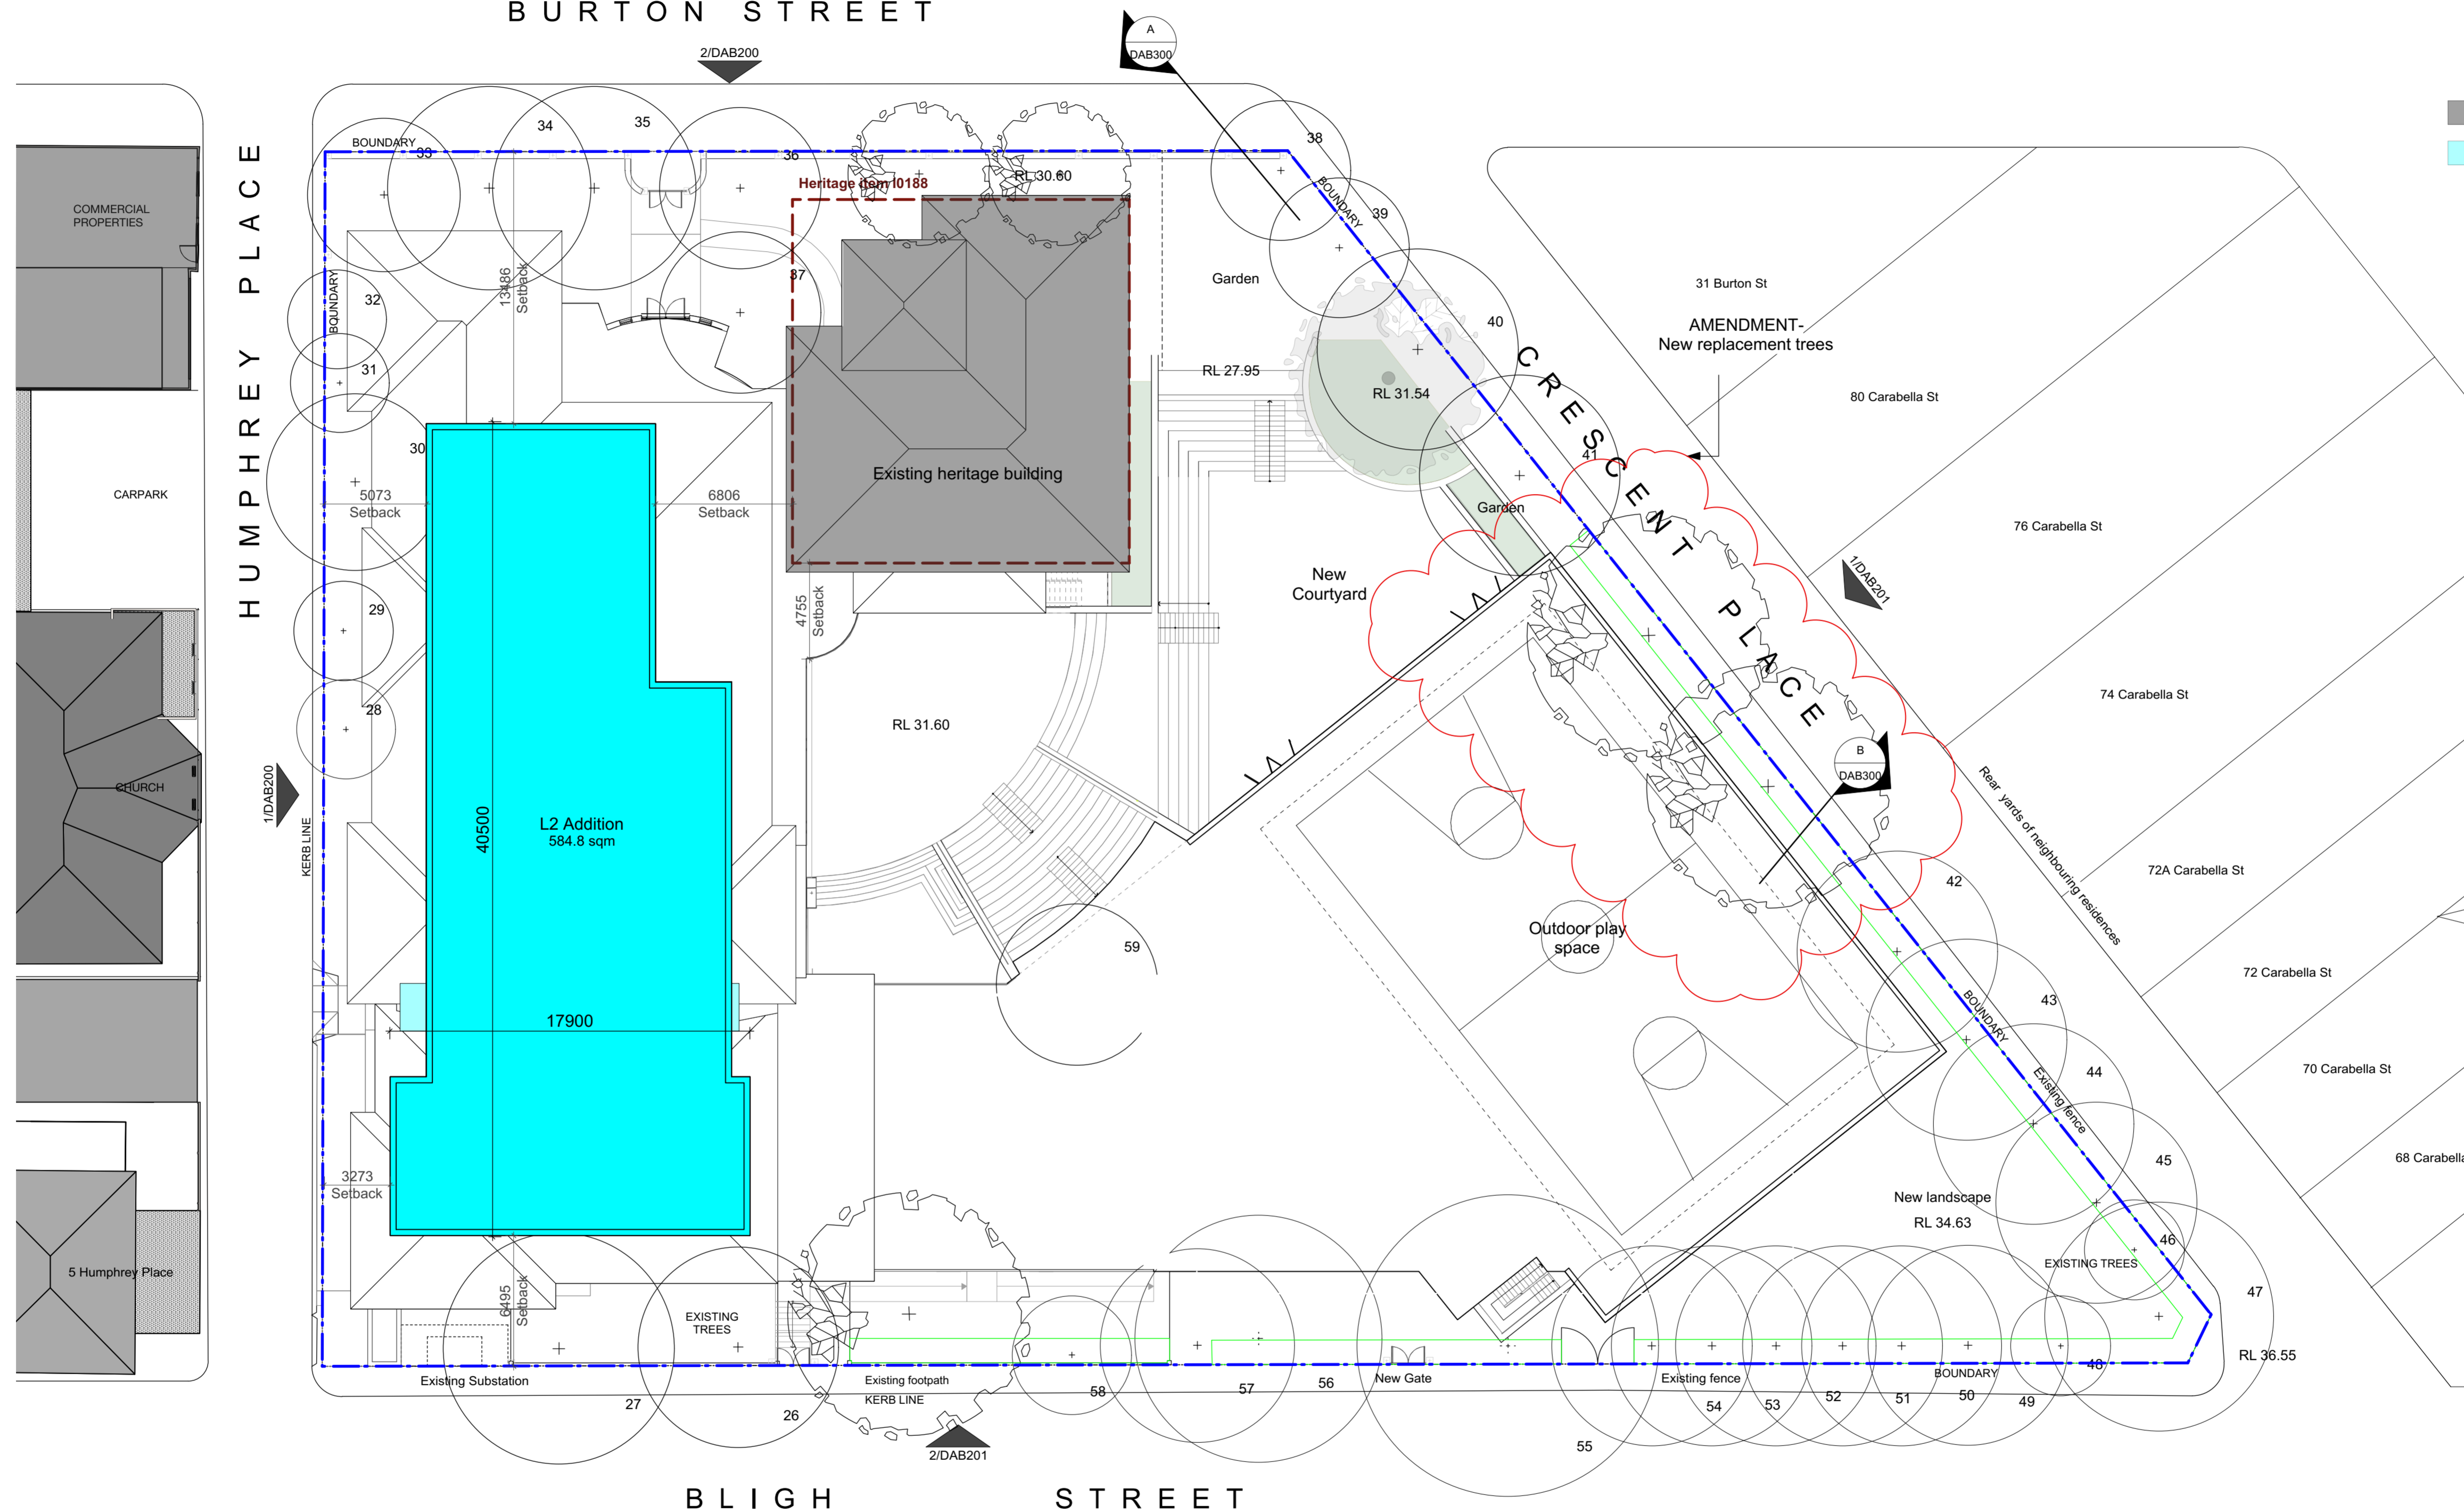 BURTON STREET
2/DAB200
A
DAB300
HUMPHREY PLACE
COMMERCIAL
PROPERTIES
CARPARK
CHURCH
5 Humphrey Place
1/DAB200
KERB LINE
BOUNDARY
BOUNDARY
33
34
35
36
37
38
39
40
41
32
31
30
29
28
Heritage item I0188
RL 30.60
BOUNDARY
13486
Setback
Garden
RL 27.95
RL 31.54
31 Burton St
AMENDMENT-
New replacement trees
80 Carabella St
76 Carabella St
74 Carabella St
72A Carabella St
72 Carabella St
70 Carabella St
68 Carabella
CRESCENT PLACE
1/DAB201
Existing heritage building
5073
Setback
6806
Setback
4755
Setback
Garden
New
Courtyard
RL 31.60
L2 Addition
584.8 sqm
40500
17900
3273
Setback
6495
Setback
B
DAB300
Rear yards of neighbouring residences
Outdoor play
space
59
42
43
44
45
46
47
48
BOUNDARY
Existing fence
New landscape
RL 34.63
EXISTING TREES
RL 36.55
EXISTING
TREES
Existing Substation
Existing footpath
KERB LINE
New Gate
Existing fence
BOUNDARY
27
26
58
57
56
55
54
53
52
51
50
49
2/DAB201
BLIGH STREET